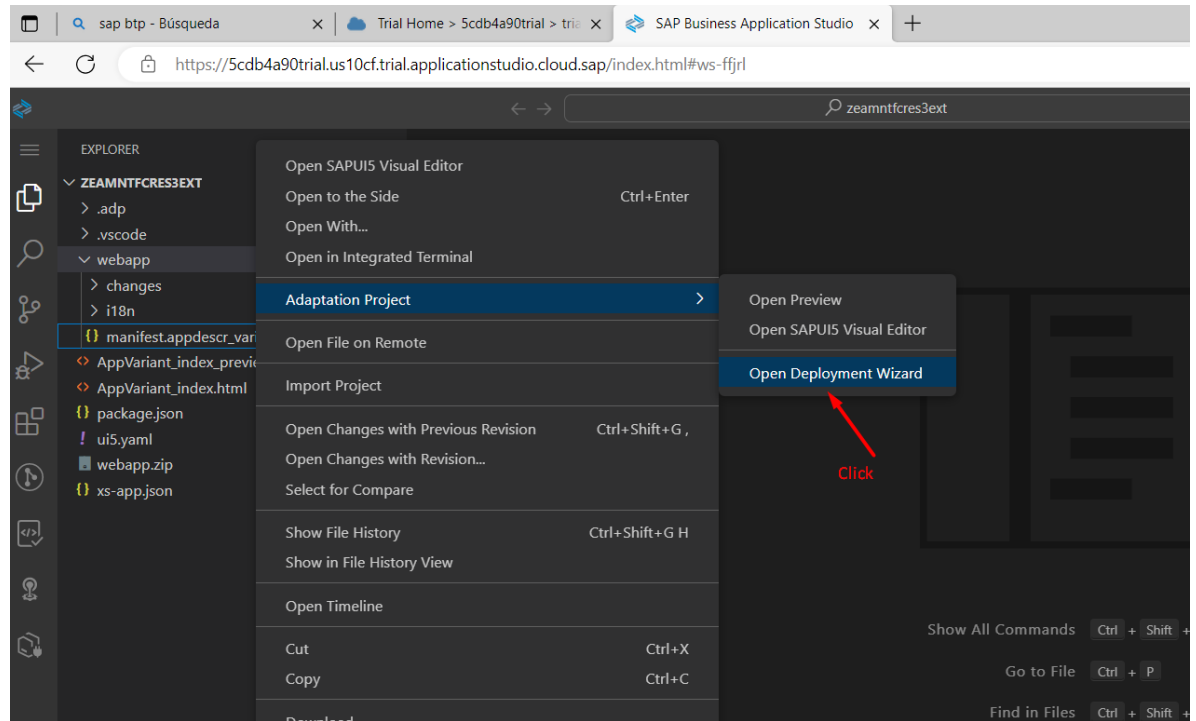 sap btp - Búsqueda
Trial Home > 5cdb4a90trial > tria
SAP Business Application Studio
https://5cdb4a90trial.us10cf.trial.applicationstudio.cloud.sap/index.html#ws-ffjrl
zeamntfcres3ext
EXPLORER
ZEAMNTFCRES3EXT
.adp
.vscode
webapp
changes
i18n
manifest.appdescr_vari
AppVariant_index_previe
AppVariant_index.html
package.json
ui5.yaml
webapp.zip
xs-app.json
Open SAPUI5 Visual Editor
Open to the Side Ctrl+Enter
Open With...
Open in Integrated Terminal
Adaptation Project
Open File on Remote
Import Project
Open Changes with Previous Revision Ctrl+Shift+G ,
Open Changes with Revision...
Select for Compare
Show File History Ctrl+Shift+G H
Show in File History View
Open Timeline
Cut Ctrl+X
Copy Ctrl+C
Download
Open Preview
Open SAPUI5 Visual Editor
Open Deployment Wizard
Click
Show All Commands Ctrl + Shift +
Go to File Ctrl + P
Find in Files Ctrl + Shift +